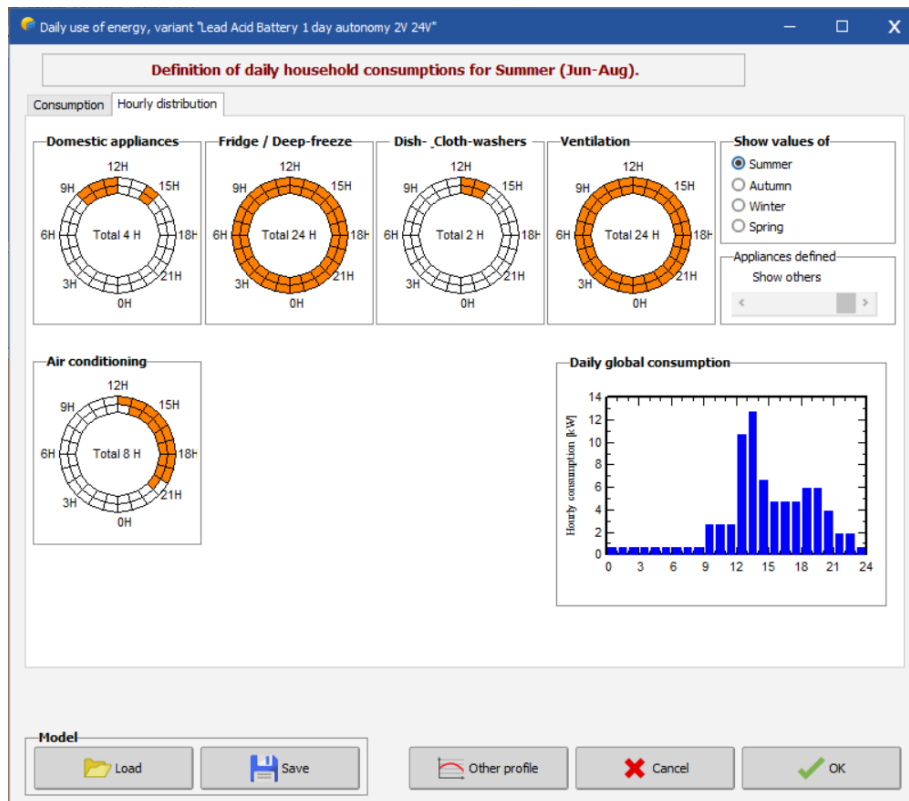 Daily use of energy, variant "Lead Acid Battery 1 day autonomy 2V 24V"
Definition of daily household consumptions for Summer (Jun-Aug).
Consumption Hourly distribution
Domestic appliances
12H
9H 15H
6H Total 4 H 18H
3H 21H
0H
Fridge / Deep-freeze
12H
9H 15H
6H Total 24 H 18H
3H 21H
0H
Dish- _Cloth-washers
12H
9H 15H
6H Total 2 H 18H
3H 21H
0H
Ventilation
12H
9H 15H
6H Total 24 H 18H
3H 21H
0H
Show values of
Summer
Autumn
Winter
Spring
Appliances defined
Show others
Air conditioning
12H
9H 15H
6H Total 8 H 18H
3H 21H
0H
Daily global consumption
Hourly consumption [kW]
14
12
10
8
6
4
2
0
0 3 6 9 12 15 18 21 24
Model
Load Save Other profile Cancel OK